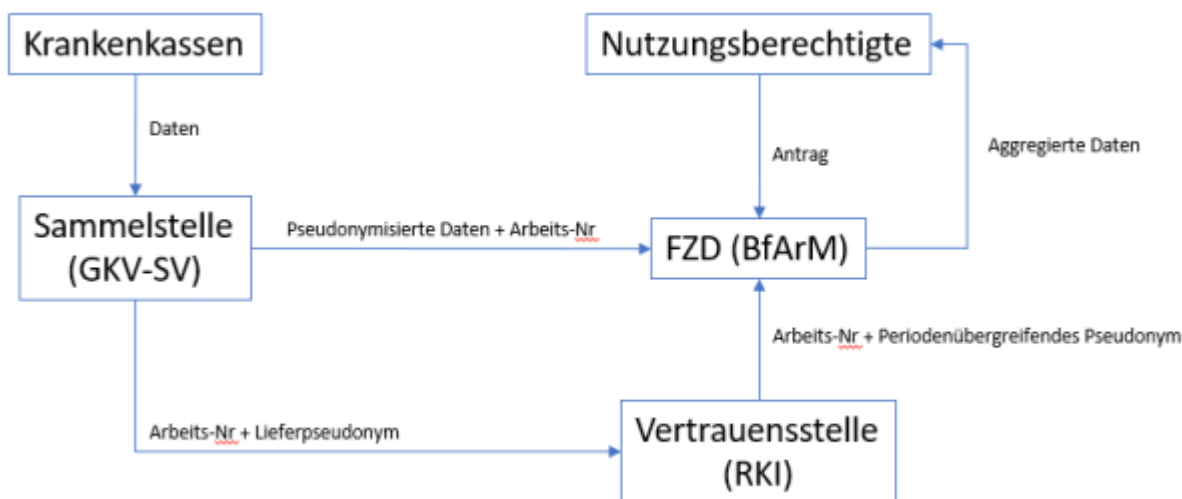 Krankenkassen
Nutzungsberechtigte
Daten
Antrag
Aggregierte Daten
Sammelstelle
(GKV-SV)
Pseudonymisierte Daten + Arbeits-Nr
FZD (BfArM)
Arbeits-Nr + Periodenübergreifendes Pseudonym
Arbeits-Nr + Lieferpseudonym
Vertrauensstelle
(RKI)